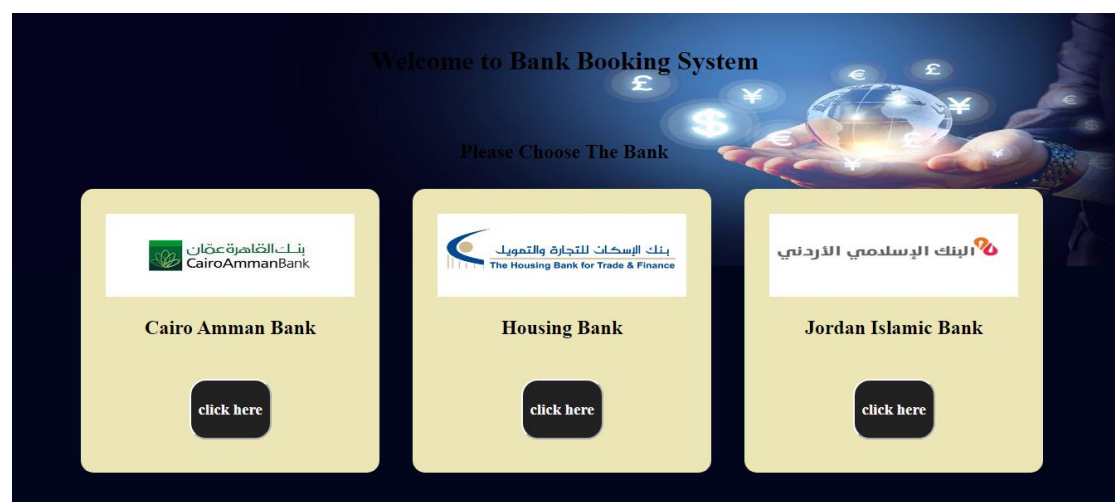 Welcome to Bank Booking System
Please Choose The Bank
بنك القاهرة عمّان
CairoAmmanBank
Cairo Amman Bank
click here
بنك الإسكان للتجارة والتمويل
The Housing Bank for Trade & Finance
Housing Bank
click here
البنك الإسلامي الأردني
Jordan Islamic Bank
click here